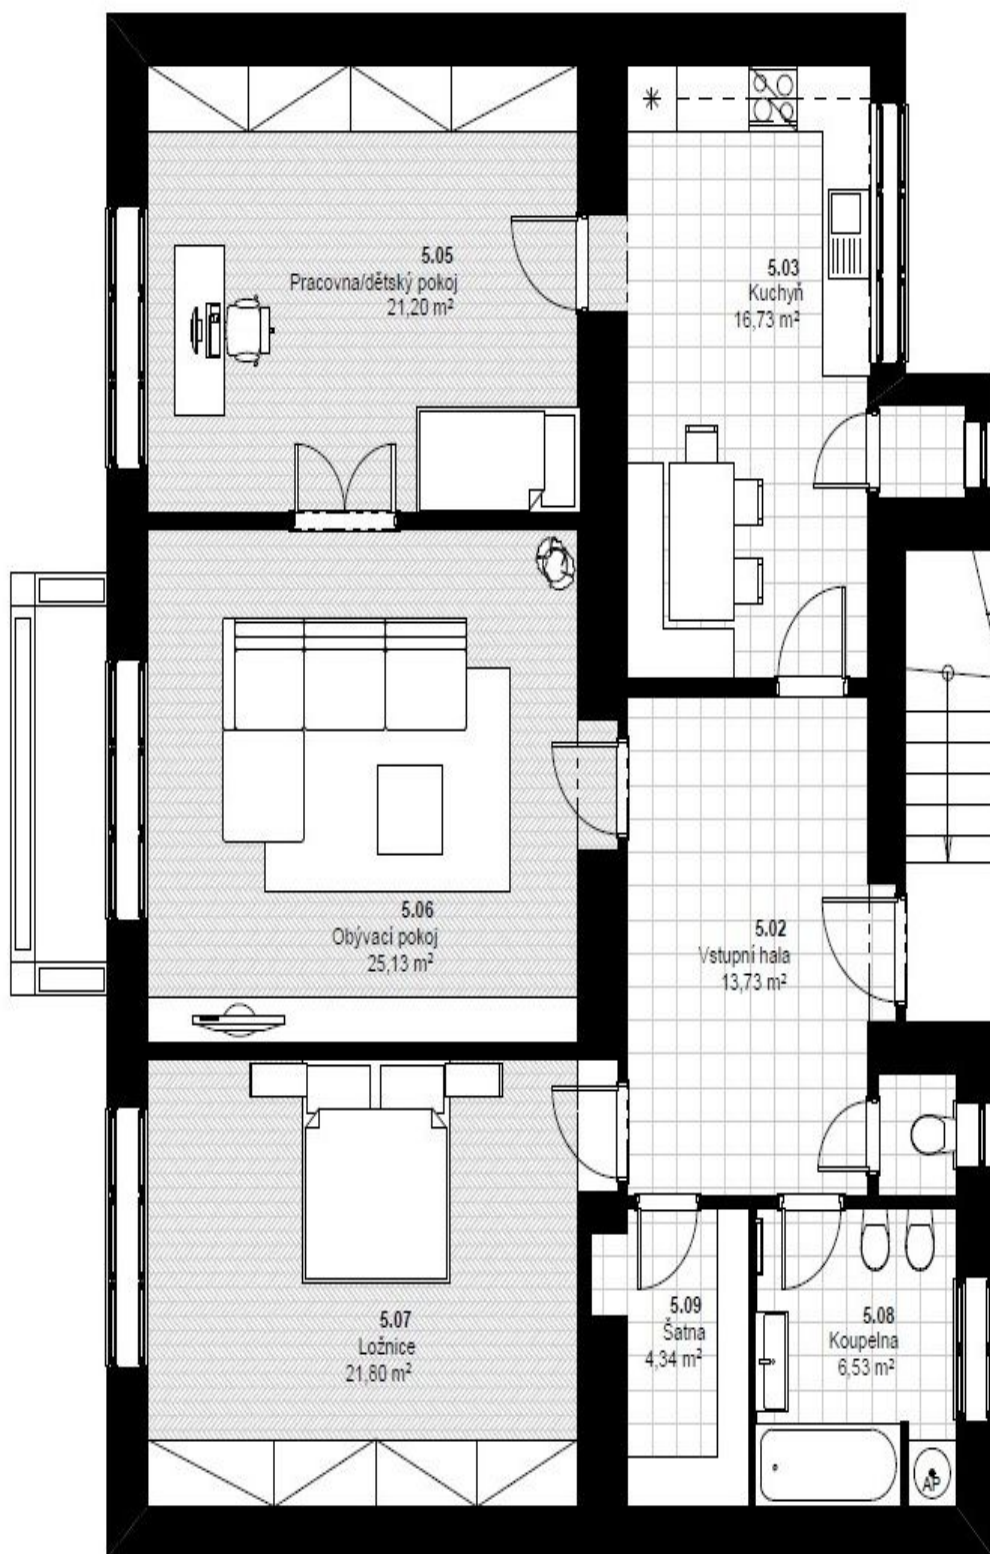 5.05
Pracovna/dětský pokoj
21,20 m²
5.03
Kuchyň
16,73 m²
5.06
Obývací pokoj
25,13 m²
5.02
Vstupní hala
13,73 m²
5.07
Ložnice
21,80 m²
5.09
Šatna
4,34 m²
5.08
Koupelna
6,53 m²
AP